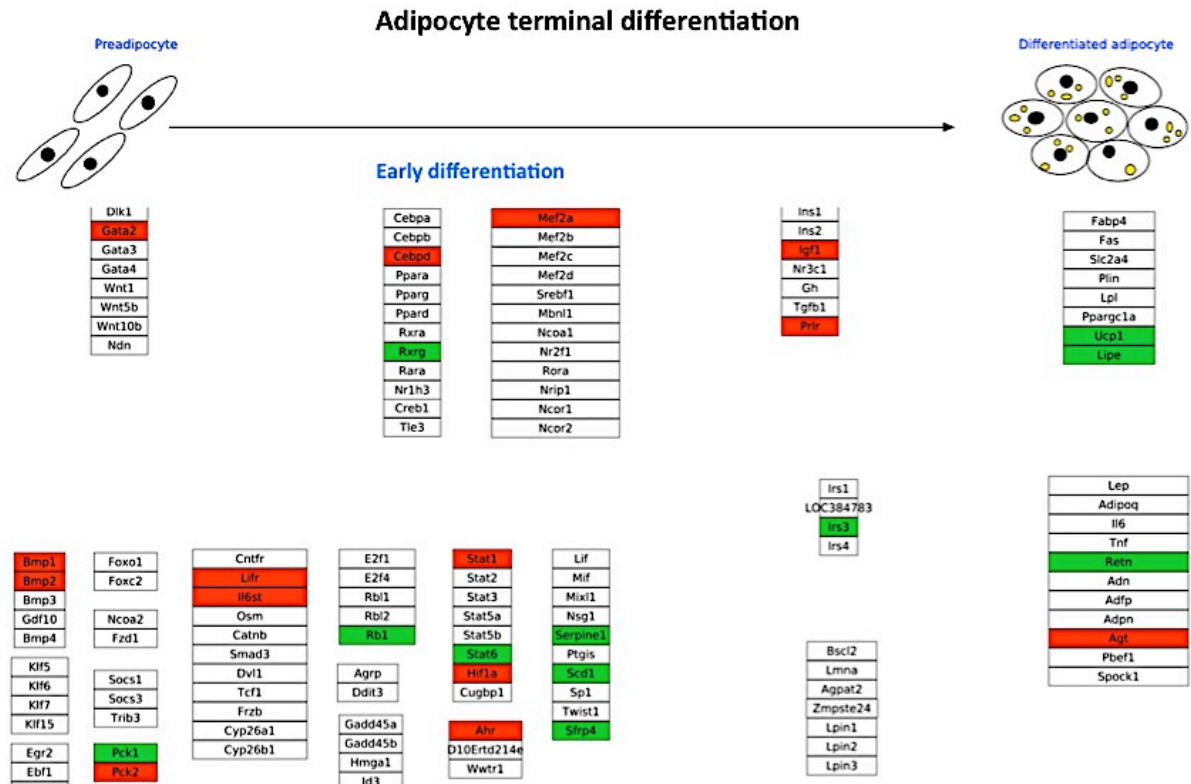 Adipocyte terminal differentiation
Preadipocyte
Differentiated adipocyte
Early differentiation
Dlk1
Gata2
Gata3
Gata4
Wnt1
Wnt5b
Wnt10b
Ndn
Cebpa
Cebpb
Cebpd
Ppara
Pparg
Ppard
Rxra
Rxrg
Rara
Nr1h3
Creb1
Tle3
Mef2a
Mef2b
Mef2c
Mef2d
Srebf1
Mbnl1
Ncoa1
Nr2f1
Rora
Nrip1
Ncor1
Ncor2
Ins1
Ins2
Igf1
Nr3c1
Gh
Tgfb1
Prlr
Fabp4
Fas
Slc2a4
Plin
Lpl
Ppargc1a
Ucp1
Lipe
Bmp1
Bmp2
Bmp3
Gdf10
Bmp4
Klf5
Klf6
Klf7
Klf15
Egr2
Ebf1
Foxo1
Foxc2
Ncoa2
Fzd1
Socs1
Socs3
Trib3
Pck1
Pck2
Cntfr
Lifr
Il6st
Osm
Catnb
Smad3
Dvl1
Tcf1
Frzb
Cyp26a1
Cyp26b1
E2f1
E2f4
Rbl1
Rbl2
Rb1
Agrp
Ddit3
Gadd45a
Gadd45b
Hmga1
Id3
Stat1
Stat2
Stat3
Stat5a
Stat5b
Stat6
Hif1a
Cugbp1
Ahr
D10Ertd214e
Wwtr1
Lif
Mif
Mixl1
Nsg1
Serpine1
Ptgis
Scd1
Sp1
Twist1
Sfrp4
Irs1
LOC384783
Irs3
Irs4
Bscl2
Lmna
Agpat2
Zmpste24
Lpin1
Lpin2
Lpin3
Lep
Adipoq
Il6
Tnf
Retn
Adn
Adfp
Adpn
Agt
Pbef1
Spock1